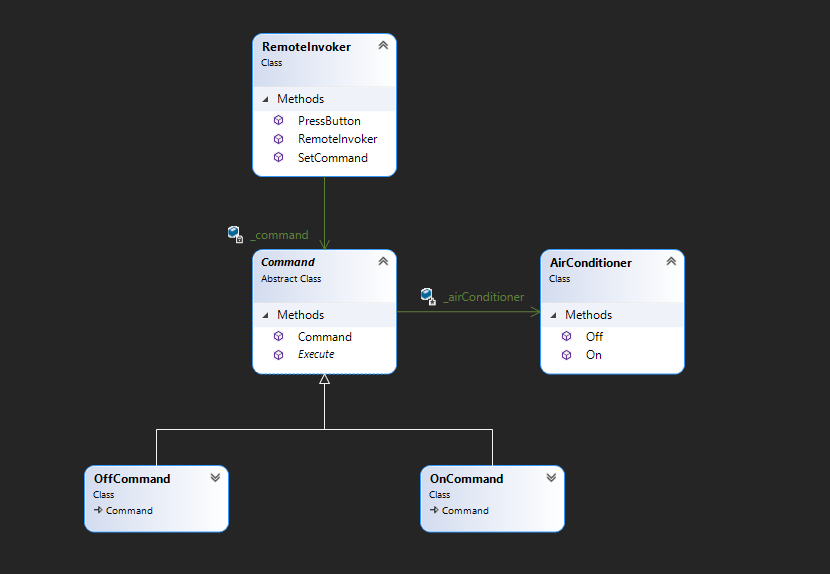 RemoteInvoker
Class
Methods
PressButton
RemoteInvoker
SetCommand
_command
Command
Abstract Class
Methods
Command
Execute
_airConditioner
AirConditioner
Class
Methods
Off
On
OffCommand
Class
Command
OnCommand
Class
Command